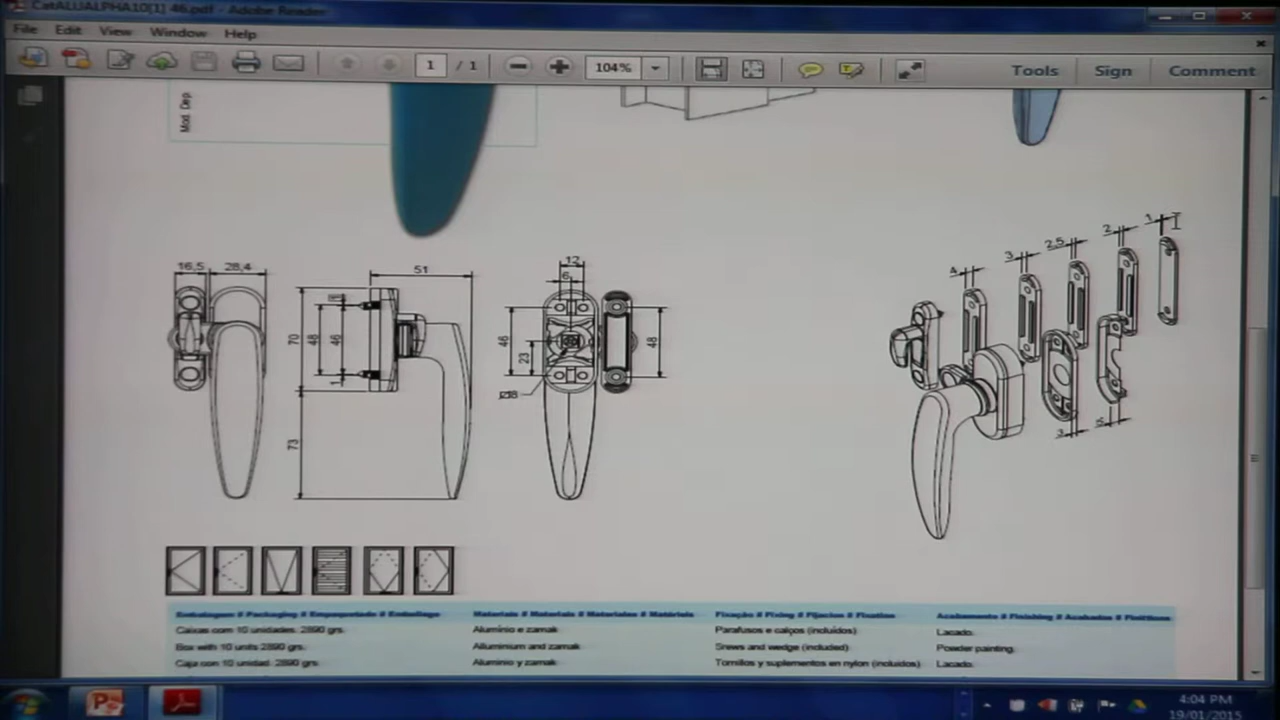 CatALUALPHA10[1] 46.pdf - Adobe Reader
File Edit View Window Help
1 / 1 104% Tools Sign Comment
Mod. Dep.
16,5 28,4
51
12
6
70 48 46
1
73
46 23 48
4 3 2,5 2 1
3 5
Embalagem # Packaging # Empaquetado # Emballage
Caixas com 10 unidades. 2890 grs.
Box with 10 units 2890 grs.
Caja con 10 unidad. 2890 grs.
Materiais # Materials # Materiales # Matériels
Alumínio e zamak
Alluminium and zamak
Aluminio y zamak
Fixação # Fixing # Fijacion # Fixation
Parafusos e calços (incluídos)
Srews and wedge (included)
Tornillos y suplementos en nylon (incluidos)
Acabamento # Finishing # Acabados # Finitions
Lacado.
Powder painting.
Lacado.
4:04 PM
19/01/2015